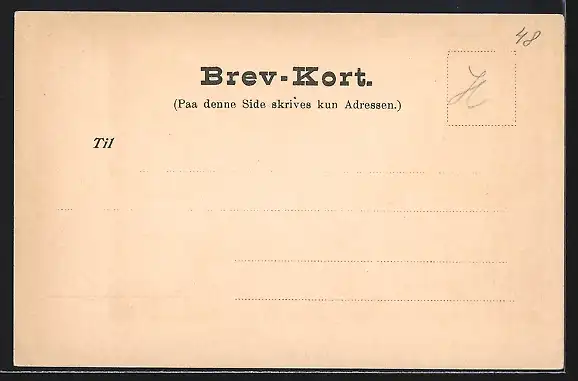 48
Brev-Kort.
(Paa denne Side skrives kun Adressen.)
Til